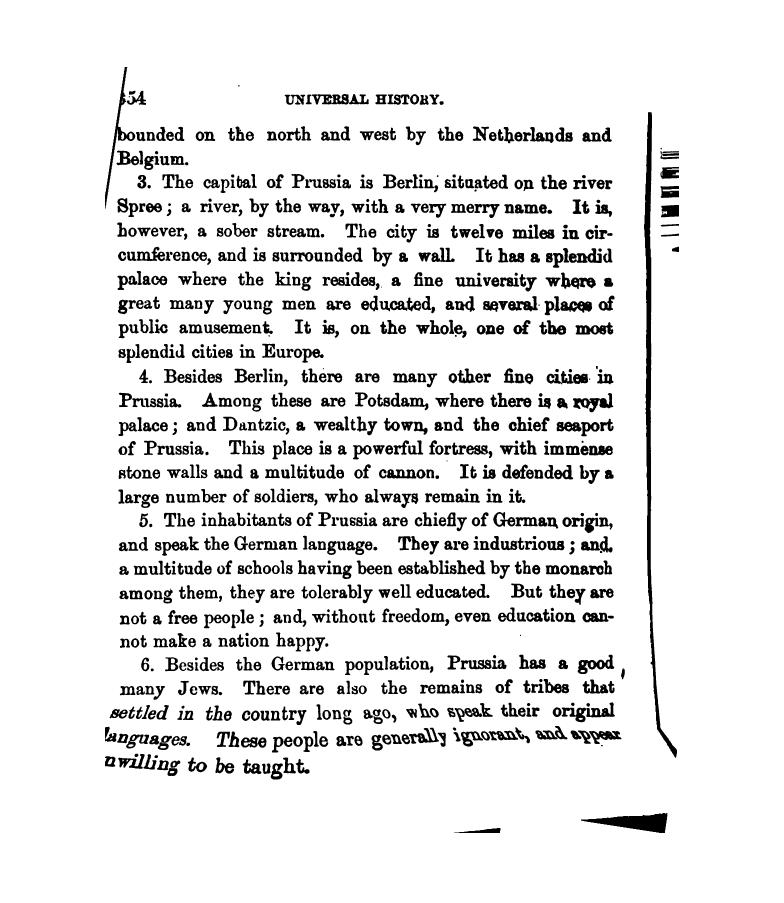 54 UNIVERSAL HISTORY.
bounded on the north and west by the Netherlands and
Belgium.
3. The capital of Prussia is Berlin, situated on the river
Spree; a river, by the way, with a very merry name. It is,
however, a sober stream. The city is twelve miles in cir-
cumference, and is surrounded by a wall. It has a splendid
palace where the king resides, a fine university where a
great many young men are educated, and several places of
public amusement. It is, on the whole, one of the most
splendid cities in Europe.
4. Besides Berlin, there are many other fine cities in
Prussia. Among these are Potsdam, where there is a royal
palace; and Dantzic, a wealthy town, and the chief seaport
of Prussia. This place is a powerful fortress, with immense
stone walls and a multitude of cannon. It is defended by a
large number of soldiers, who always remain in it.
5. The inhabitants of Prussia are chiefly of German origin,
and speak the German language. They are industrious; and,
a multitude of schools having been established by the monarch
among them, they are tolerably well educated. But they are
not a free people; and, without freedom, even education can-
not make a nation happy.
6. Besides the German population, Prussia has a good
many Jews. There are also the remains of tribes that
settled in the country long ago, who speak their original
languages. These people are generally ignorant, and appear
nwilling to be taught.